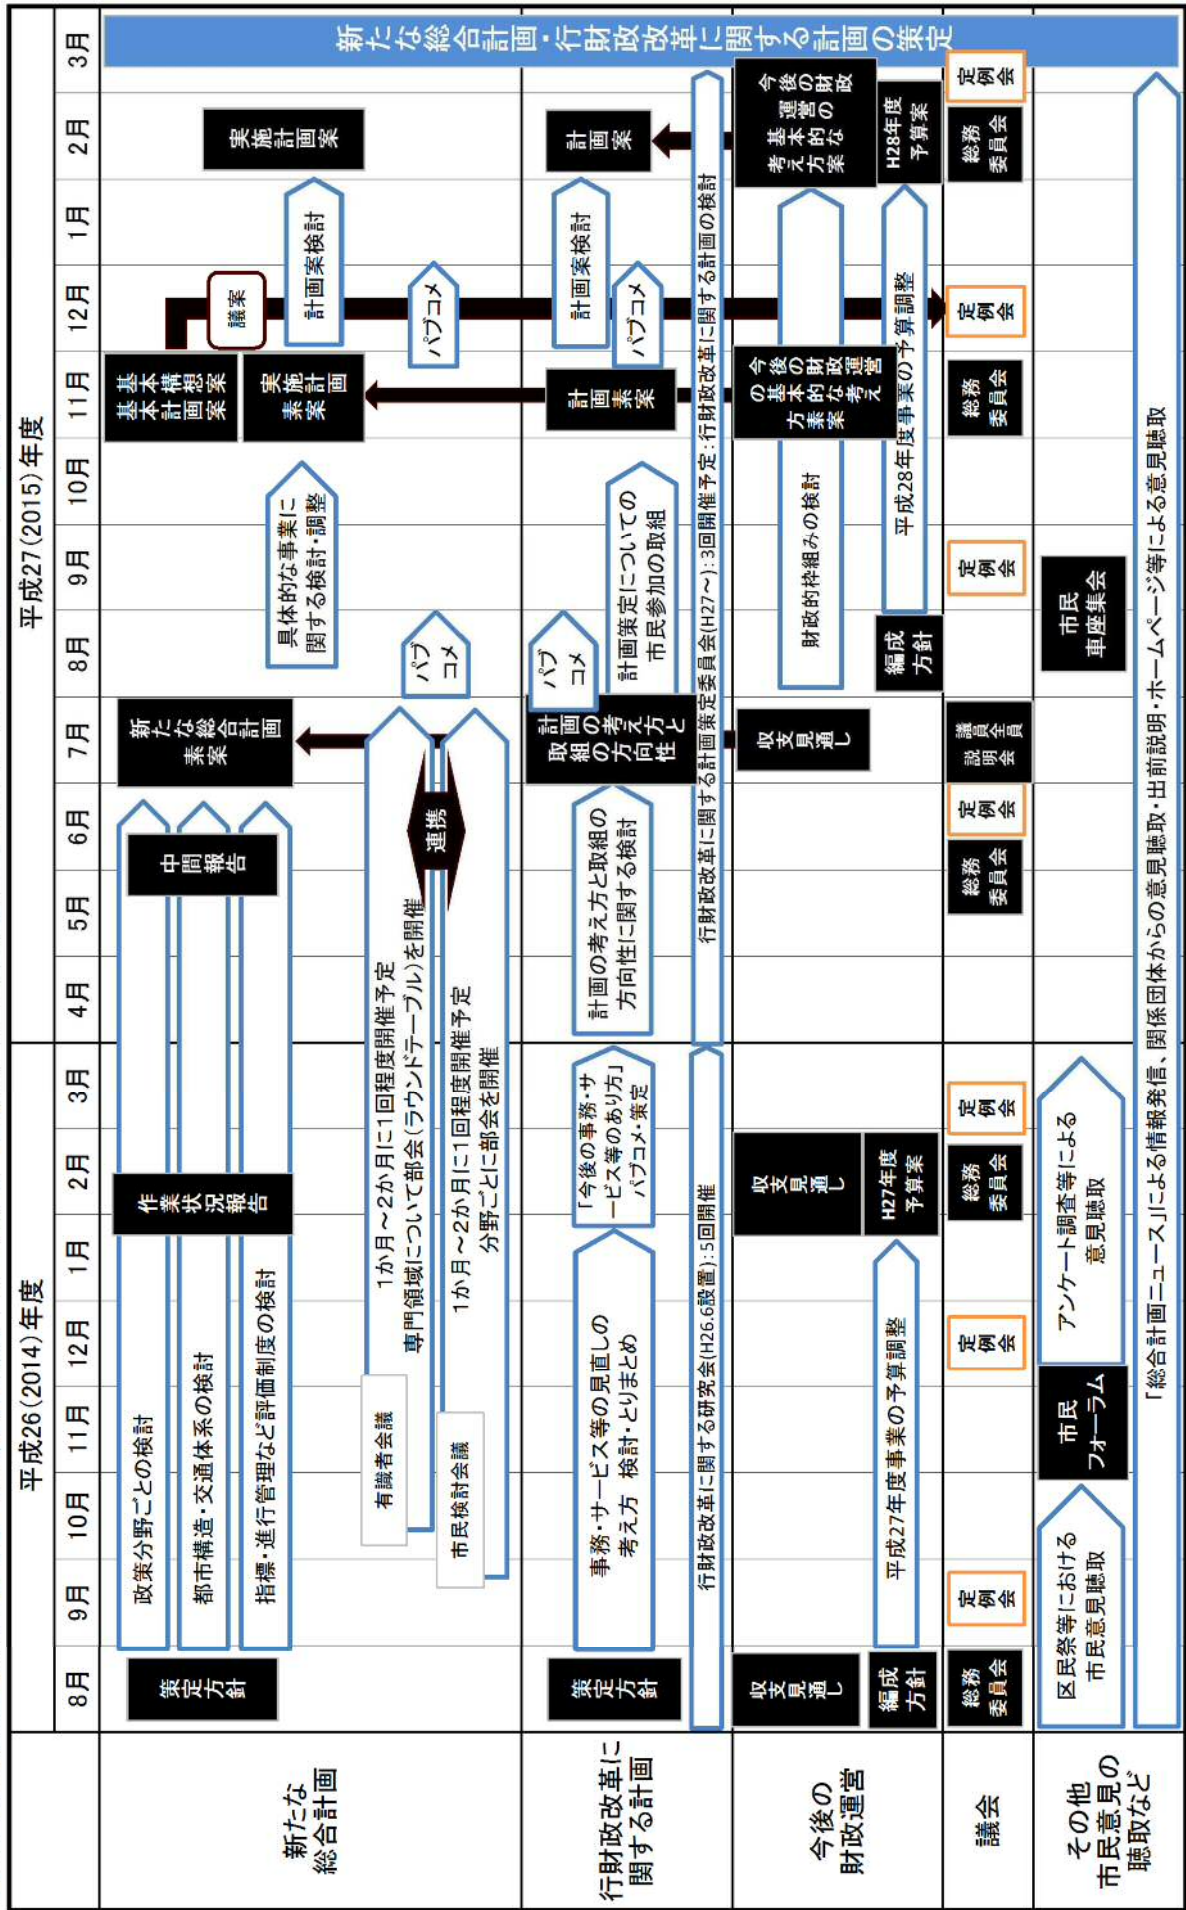 平成26(2014)年度
平成27(2015)年度
8月
9月
10月
11月
12月
1月
2月
3月
4月
5月
6月
7月
8月
9月
10月
11月
12月
1月
2月
3月
新たな
総合計画
策定方針
政策分野ごとの検討
都市構造・交通体系の検討
指標・進行管理など評価制度の検討
作業
状況
報告
中間
報告
有識者会議
1か月~2か月に1回程度開催予定
専門領域について部会(ラウンドテーブル)を開催
市民検討会議
1か月~2か月に1回程度開催予定
分野ごとに部会を開催
連携
新たな総合計画
素案
パブ
コメ
具体的な事業に
関する検討・調整
基本構想案
基本計画案
実施計画
素案
議案
計画案検討
パブコメ
実施
計画案
新たな総合計画・行財政改革に関する計画の策定
行財政改革に
関する計画
策定方針
事務・サービス等の見直しの
考え方 検討・とりまとめ
「今後の事務・サ
ービス等のあり方」
パブコメ・策定
計画の考え方と取組の
方向性に関する検討
計画の考え方と
取組の方向性
パブ
コメ
計画策定についての
市民参加の取組
計画
素案
計画案検討
パブコメ
計画
案
行財政改革に関する研究会(H26.6設置):5回開催
行財政改革に関する計画策定委員会(H27~):3回開催予定:行財政改革に関する計画の検討
今後の
財政運営
収支見通し
編成
方針
平成27年度事業の予算調整
収支見通し
H27年度
予算案
収支見通し
編成
方針
財政的枠組みの検討
平成28年度事業の予算調整
今後の財政運営
の基本的な考え
方素案
今後の財政
運営の
基本的な
考え方案
H28年度
予算案
議会
総務
委員会
定例
会
定例
会
総務
委員会
定例
会
総務
委員会
定例
会
議員全員
説明会
定例
会
総務
委員会
定例
会
総務
委員会
定例
会
その他
市民意見の
聴取など
区民祭等における
市民意見聴取
市民
フォーラム
アンケート調査等による
意見聴取
市民
車座集会
「総合計画ニュース」による情報発信、関係団体からの意見聴取・出前説明・ホームページ等による意見聴取